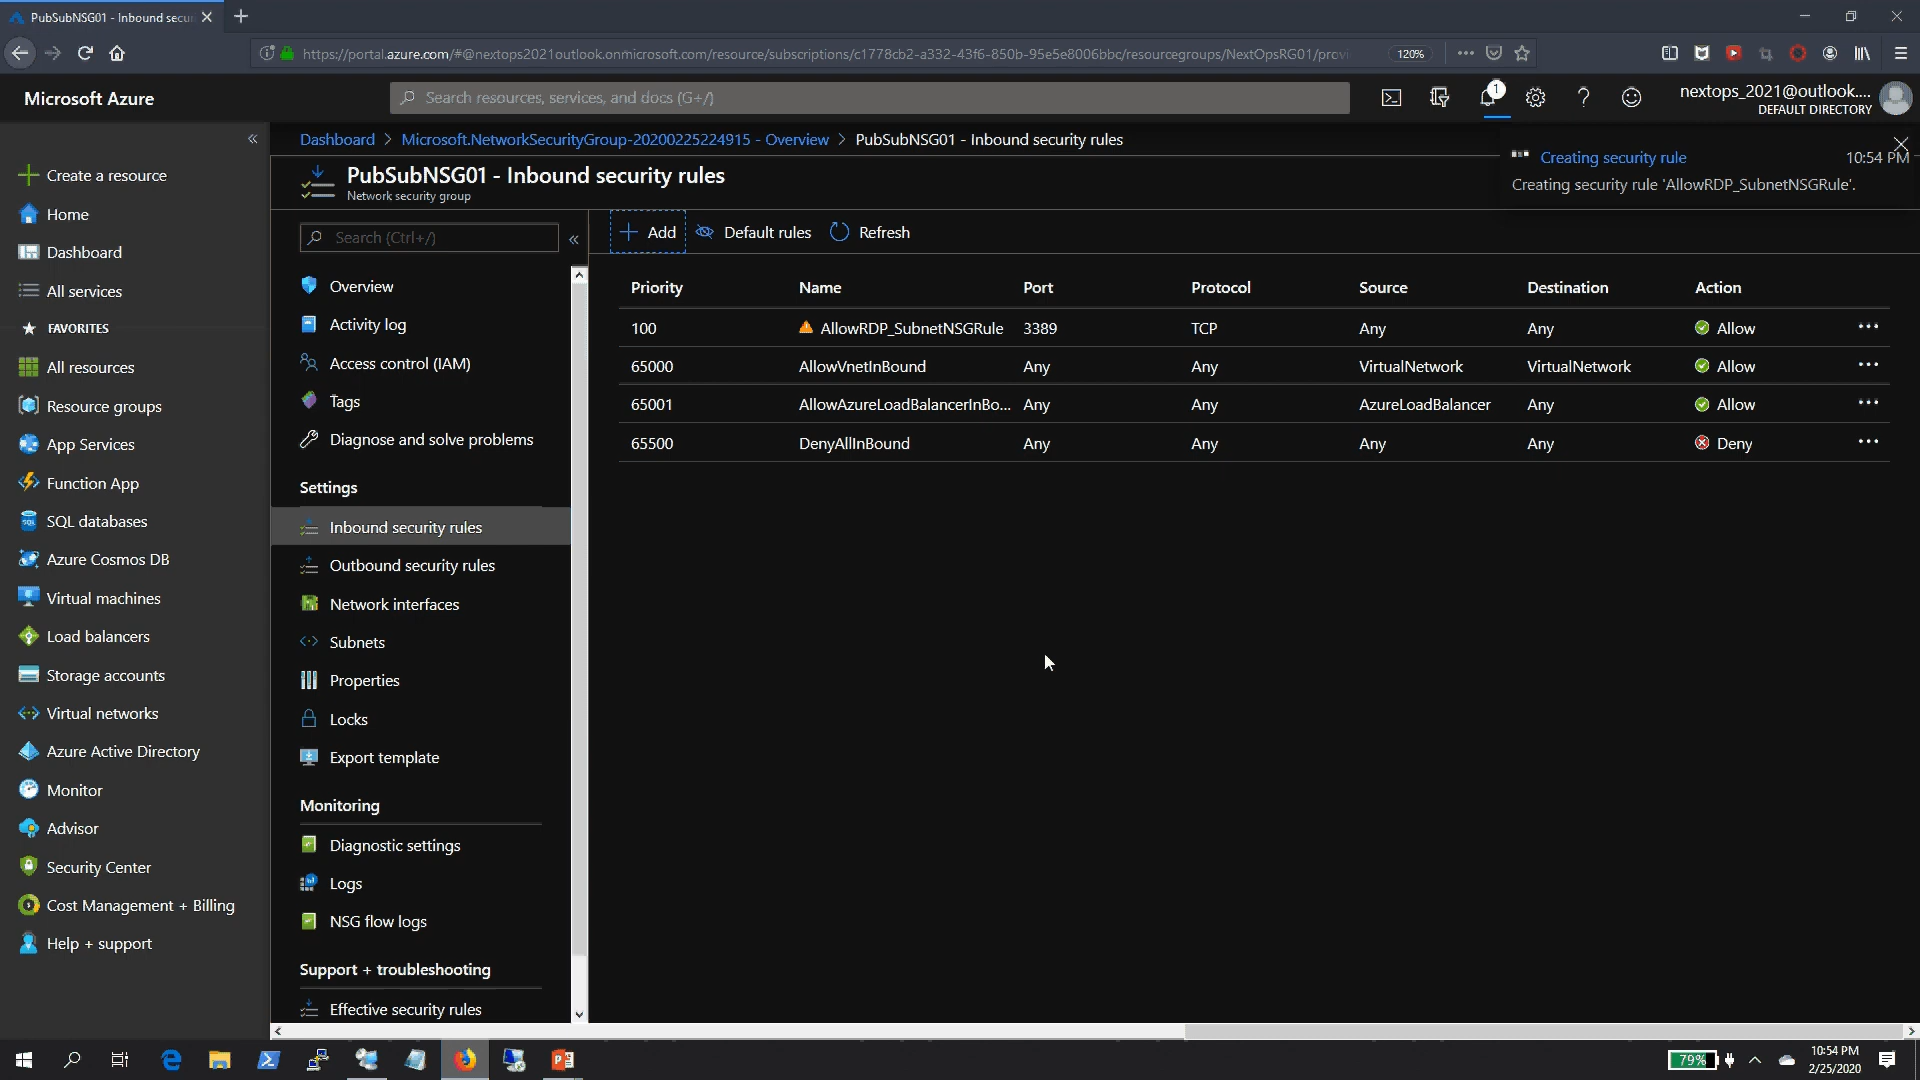 PubSubNSG01 - Inbound secu
https://portal.azure.com/#@nextops2021outlook.onmicrosoft.com/resource/subscriptions/c1778cb2-a332-43f6-850b-95e5e8006bbc/resourcegroups/NextOpsRG01/provi
120%
Microsoft Azure
Search resources, services, and docs (G+/)
1
nextops_2021@outlook....
DEFAULT DIRECTORY
Dashboard > Microsoft.NetworkSecurityGroup-20200225224915 - Overview > PubSubNSG01 - Inbound security rules
Creating security rule 10:54 PM
Creating security rule 'AllowRDP_SubnetNSGRule'.
PubSubNSG01 - Inbound security rules
Network security group
Create a resource
Home
Dashboard
All services
FAVORITES
All resources
Resource groups
App Services
Function App
SQL databases
Azure Cosmos DB
Virtual machines
Load balancers
Storage accounts
Virtual networks
Azure Active Directory
Monitor
Advisor
Security Center
Cost Management + Billing
Help + support
Search (Ctrl+/)
Overview
Activity log
Access control (IAM)
Tags
Diagnose and solve problems
Settings
Inbound security rules
Outbound security rules
Network interfaces
Subnets
Properties
Locks
Export template
Monitoring
Diagnostic settings
Logs
NSG flow logs
Support + troubleshooting
Effective security rules
Add Default rules Refresh
Priority Name Port Protocol Source Destination Action
100 AllowRDP_SubnetNSGRule 3389 TCP Any Any Allow
65000 AllowVnetInBound Any Any VirtualNetwork VirtualNetwork Allow
65001 AllowAzureLoadBalancerInBo... Any Any AzureLoadBalancer Any Allow
65500 DenyAllInBound Any Any Any Any Deny
79%
10:54 PM
2/25/2020